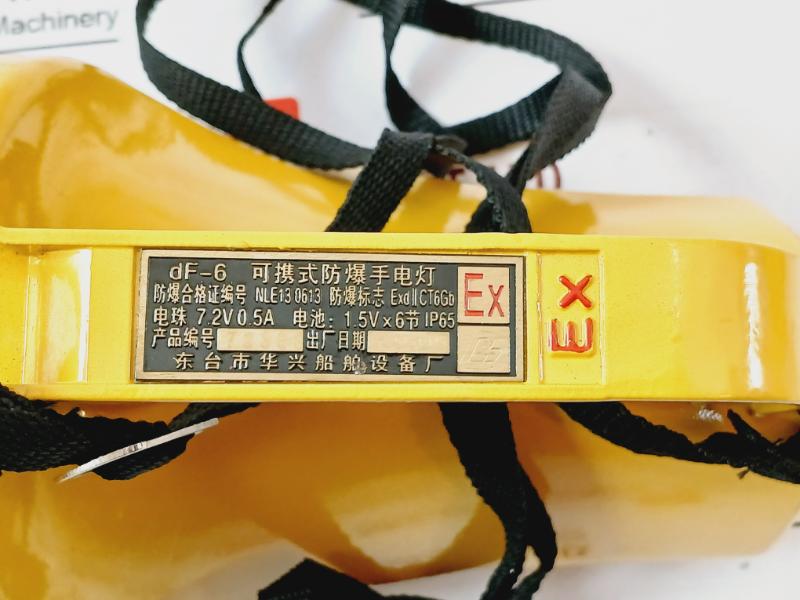 Machinery
dF-6 可携式防爆手电灯
防爆合格证编号 NLE13 0613 防爆标志 ExdⅡCT6Gb
电珠 7.2V 0.5A 电池: 1.5V×6节 IP65
产品编号 出厂日期
东台市华兴船舶设备厂
Ex
EX